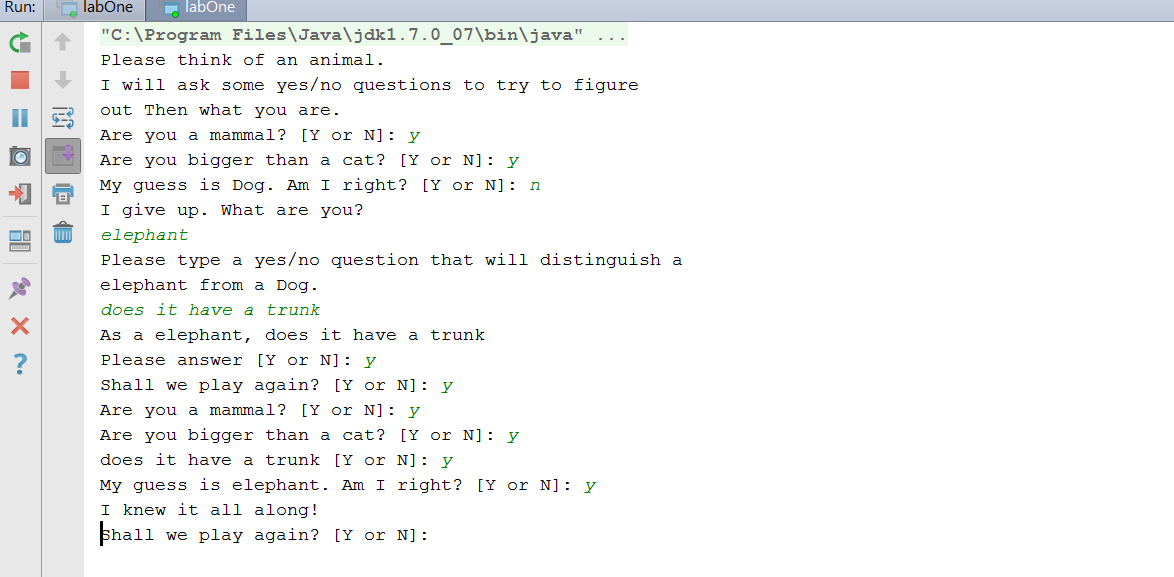 Run: labOne labOne
"C:\Program Files\Java\jdk1.7.0_07\bin\java" ...
Please think of an animal.
I will ask some yes/no questions to try to figure
out Then what you are.
Are you a mammal? [Y or N]: y
Are you bigger than a cat? [Y or N]: y
My guess is Dog. Am I right? [Y or N]: n
I give up. What are you?
elephant
Please type a yes/no question that will distinguish a
elephant from a Dog.
does it have a trunk
As a elephant, does it have a trunk
Please answer [Y or N]: y
Shall we play again? [Y or N]: y
Are you a mammal? [Y or N]: y
Are you bigger than a cat? [Y or N]: y
does it have a trunk [Y or N]: y
My guess is elephant. Am I right? [Y or N]: y
I knew it all along!
Shall we play again? [Y or N]: